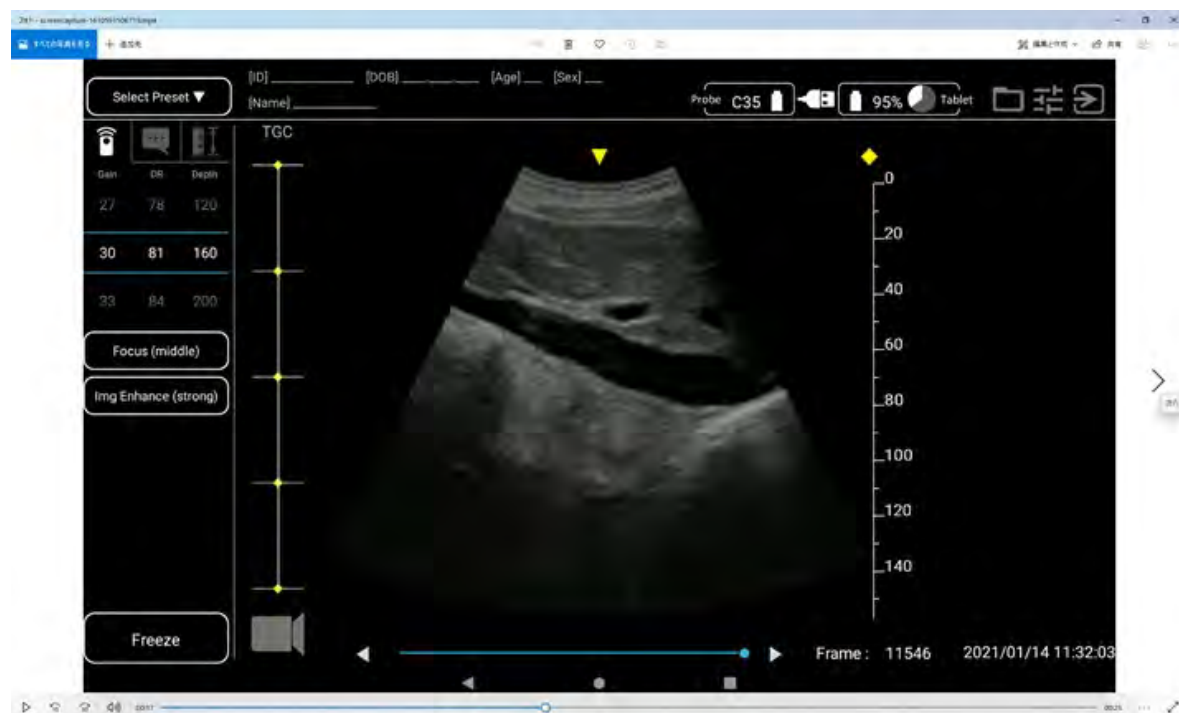 Select Preset ▼
[ID]
[DOB]
[Age]
[Sex]
[Name]
Probe C35
95% Tablet
TGC
Gain DR Depth
27 78 120
30 81 160
33 84 200
Focus (middle)
Img Enhance (strong)
Freeze
0
20
40
60
80
100
120
140
Frame : 11546
2021/01/14 11:32:03